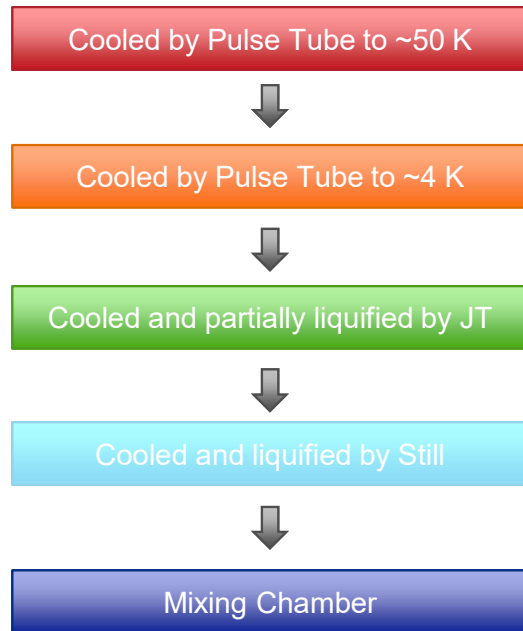 Cooled by Pulse Tube to ~50 K
Cooled by Pulse Tube to ~4 K
Cooled and partially liquified by JT
Cooled and liquified by Still
Mixing Chamber